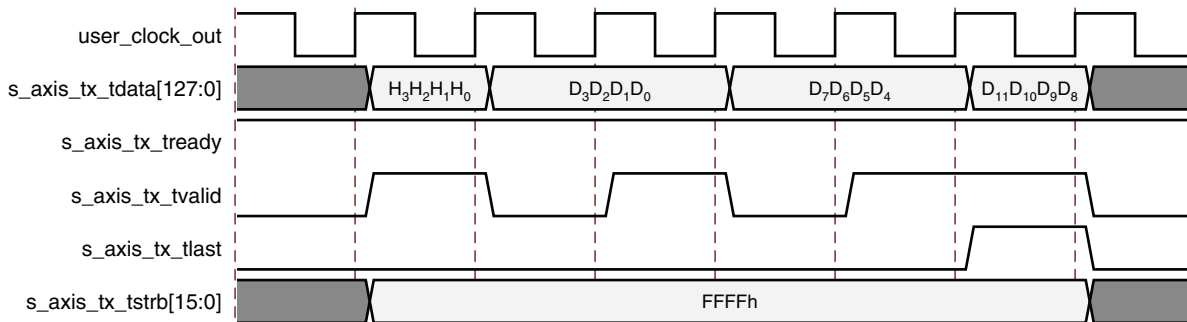 user_clock_out
s_axis_tx_tdata[127:0] H₃H₂H₁H₀ D₃D₂D₁D₀ D₇D₆D₅D₄ D₁₁D₁₀D₉D₈
s_axis_tx_tready
s_axis_tx_tvalid
s_axis_tx_tlast
s_axis_tx_tstrb[15:0] FFFFh